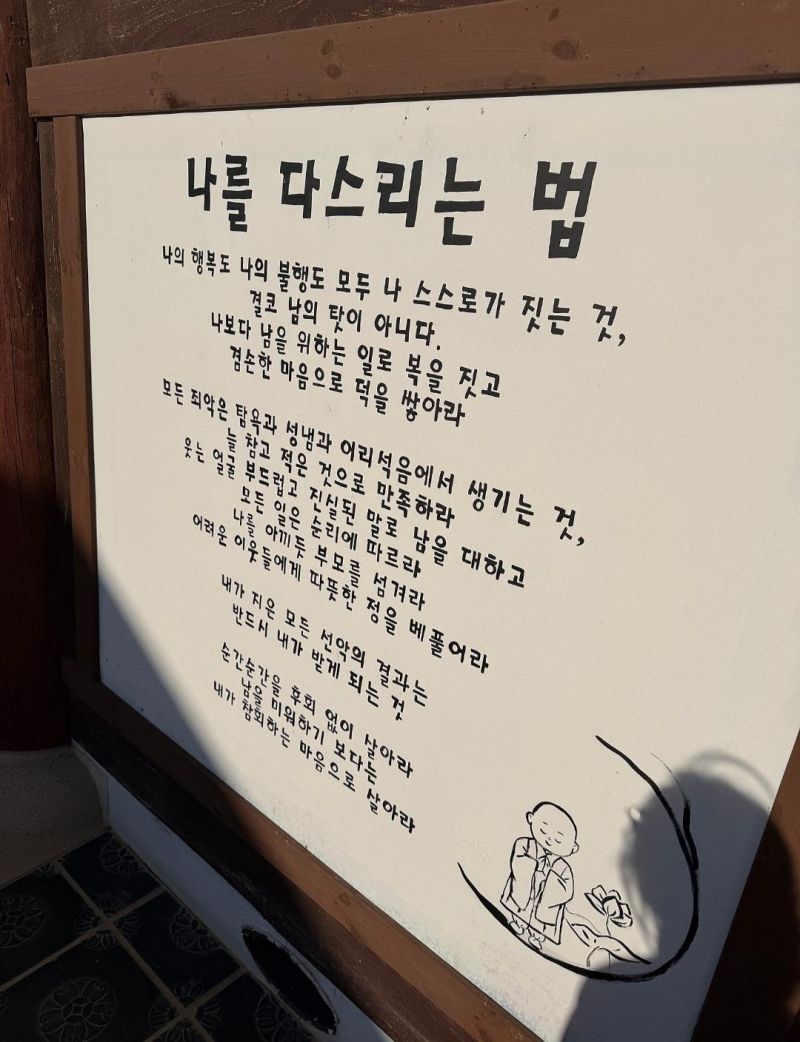 나를 다스리는 법
나의 행복도 나의 불행도 모두 나 스스로가 짓는 것,
결코 남의 탓이 아니다.
나보다 남을 위하는 일로 복을 짓고
겸손한 마음으로 덕을 쌓아라
모든 죄악은 탐욕과 성냄과 어리석음에서 생기는 것,
늘 참고 적은 것으로 만족하라
웃는 얼굴 부드럽고 진실된 말로 남을 대하고
모든 일은 순리에 따르라
나를 아끼듯 부모를 섬겨라
어려운 이웃들에게 따뜻한 정을 베풀어라
내가 지은 모든 선악의 결과는
반드시 내가 받게 되는 것
순간순간을 후회 없이 살아라
남을 미워하기 보다는
내가 참회하는 마음으로 살아라